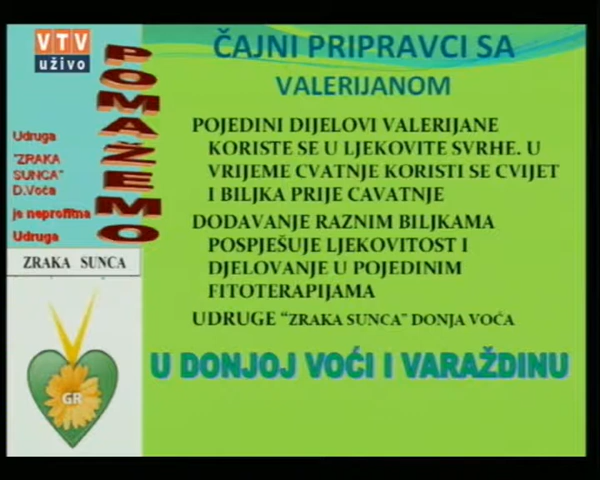 VTV
uživo
POMAŽEMO
Udruga
"ZRAKA
SUNCA"
D.Voća
je neprofitna
Udruga
ZRAKA SUNCA
GR
ČAJNI PRIPRAVCI SA
VALERIJANOM
POJEDINI DIJELOVI VALERIJANE
KORISTE SE U LJEKOVITE SVRHE. U
VRIJEME CVATNJE KORISTI SE CVIJET
I BILJKA PRIJE CAVATNJE
DODAVANJE RAZNIM BILJKAMA
POSPJEŠUJE LJEKOVITOST I
DJELOVANJE U POJEDINIM
FITOTERAPIJAMA
UDRUGE "ZRAKA SUNCA" DONJA VOĆA
U DONJOJ VOĆI I VARAŽDINU